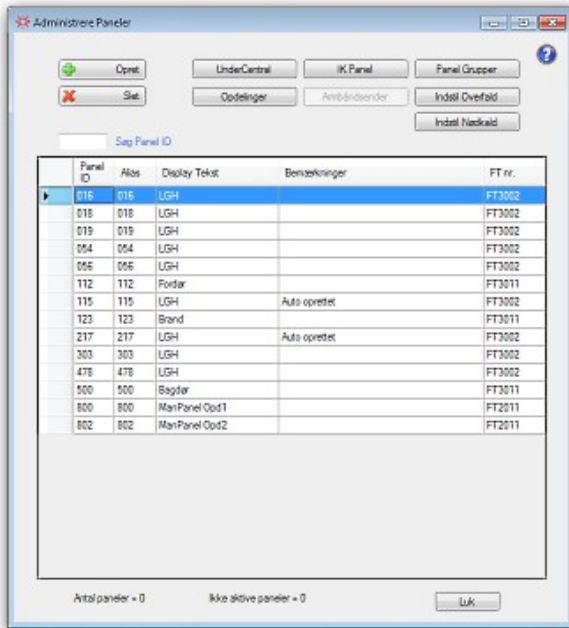 Administrere Paneler
Opret UnderCentral IK Panel Panel Grupper
Slet Opdelinger Armbåndsender Indstil Overfald
Indstil Nødkald
Søg Panel ID
Panel ID Alias Display Tekst Bemærkninger FT nr.
016 016 LGH FT3002
018 018 LGH FT3002
019 019 LGH FT3002
054 054 LGH FT3002
056 056 LGH FT3002
112 112 Fordør FT3011
115 115 LGH Auto oprettet FT3002
123 123 Brand FT3011
217 217 LGH Auto oprettet FT3002
303 303 LGH FT3002
478 478 LGH FT3002
500 500 Bagdør FT3011
800 800 ManPanel Opd1 FT2011
802 802 ManPanel Opd2 FT2011
Antal paneler = 0 Ikke aktive paneler = 0 Luk